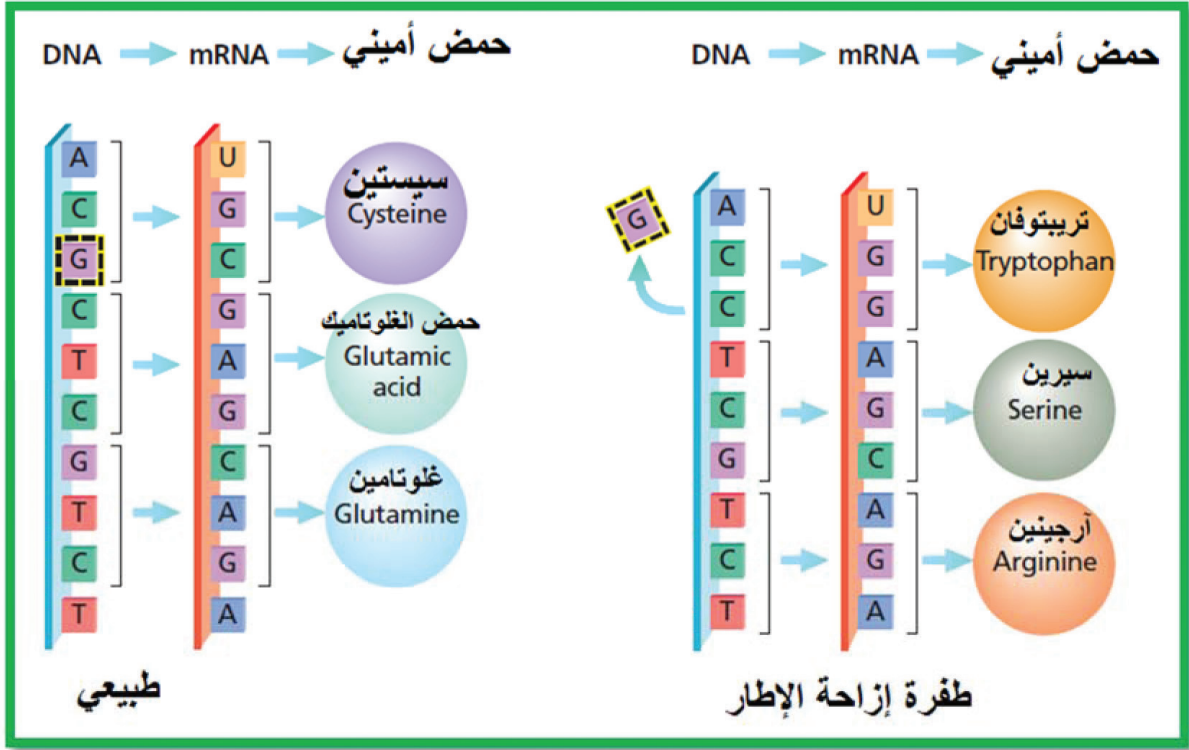 DNA mRNA حمض أميني
A U
C G
G C
سيستين
Cysteine
C G
T A
C G
حمض الغلوتاميك
Glutamic
acid
G C
T A
C G
غلوتامين
Glutamine
T A
طبيعي
DNA mRNA حمض أميني
G
A U
C G
C G
تريبتوفان
Tryptophan
T A
C G
G C
سيرين
Serine
T A
C G
T A
آرجينين
Arginine
طفرة إزاحة الإطار